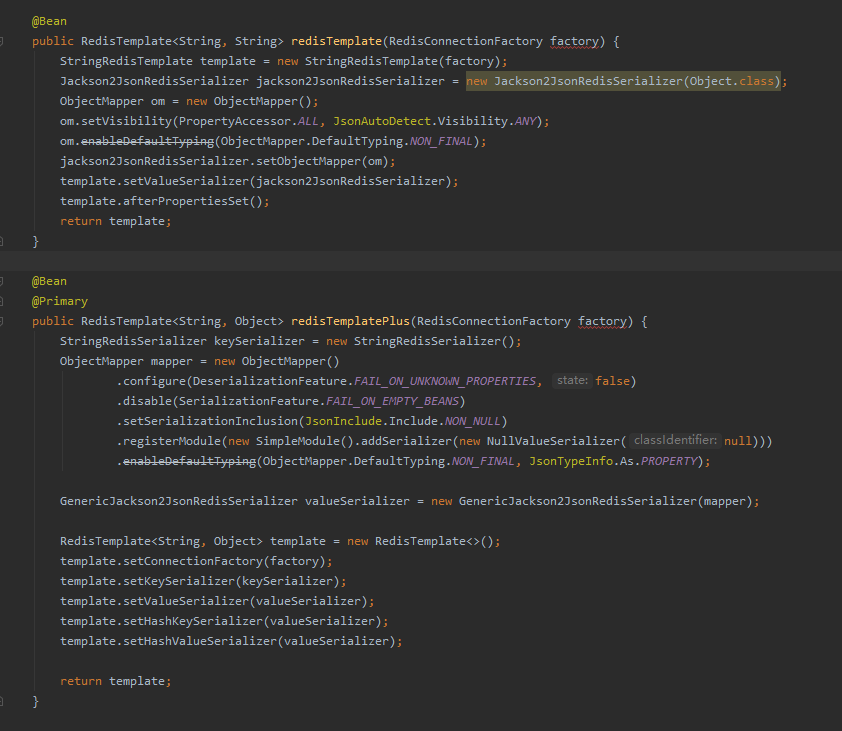 @Bean
public RedisTemplate<String, String> redisTemplate(RedisConnectionFactory factory) {
StringRedisTemplate template = new StringRedisTemplate(factory);
Jackson2JsonRedisSerializer jackson2JsonRedisSerializer = new Jackson2JsonRedisSerializer(Object.class);
ObjectMapper om = new ObjectMapper();
om.setVisibility(PropertyAccessor.ALL, JsonAutoDetect.Visibility.ANY);
om.enableDefaultTyping(ObjectMapper.DefaultTyping.NON_FINAL);
jackson2JsonRedisSerializer.setObjectMapper(om);
template.setValueSerializer(jackson2JsonRedisSerializer);
template.afterPropertiesSet();
return template;
}
@Bean
@Primary
public RedisTemplate<String, Object> redisTemplatePlus(RedisConnectionFactory factory) {
StringRedisSerializer keySerializer = new StringRedisSerializer();
ObjectMapper mapper = new ObjectMapper()
.configure(DeserializationFeature.FAIL_ON_UNKNOWN_PROPERTIES, state: false)
.disable(SerializationFeature.FAIL_ON_EMPTY_BEANS)
.setSerializationInclusion(JsonInclude.Include.NON_NULL)
.registerModule(new SimpleModule().addSerializer(new NullValueSerializer( classIdentifier: null)))
.enableDefaultTyping(ObjectMapper.DefaultTyping.NON_FINAL, JsonTypeInfo.As.PROPERTY);
GenericJackson2JsonRedisSerializer valueSerializer = new GenericJackson2JsonRedisSerializer(mapper);
RedisTemplate<String, Object> template = new RedisTemplate<>();
template.setConnectionFactory(factory);
template.setKeySerializer(keySerializer);
template.setValueSerializer(valueSerializer);
template.setHashKeySerializer(valueSerializer);
template.setHashValueSerializer(valueSerializer);
return template;
}